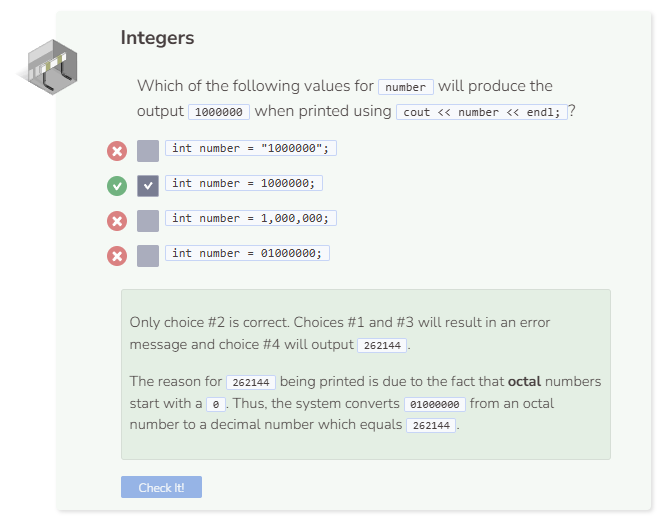 Integers
Which of the following values for number will produce the
output 1000000 when printed using cout << number << endl; ?
int number = "1000000";
int number = 1000000;
int number = 1,000,000;
int number = 01000000;
Only choice #2 is correct. Choices #1 and #3 will result in an error
message and choice #4 will output 262144 .
The reason for 262144 being printed is due to the fact that octal numbers
start with a 0 . Thus, the system converts 01000000 from an octal
number to a decimal number which equals 262144 .
Check It!